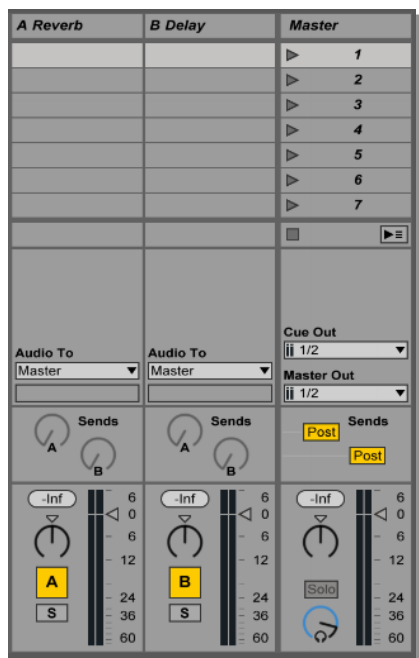 A Reverb B Delay Master
1
2
3
4
5
6
7
Cue Out
1/2
Audio To Audio To Master Out
Master Master 1/2
Sends Sends Sends
A A Post
B B Post
-Inf 6 -Inf 6 -Inf 6
0 0 0
6 6 6
12 12 12
A B Solo
24 24 24
S 36 S 36 36
60 60 60